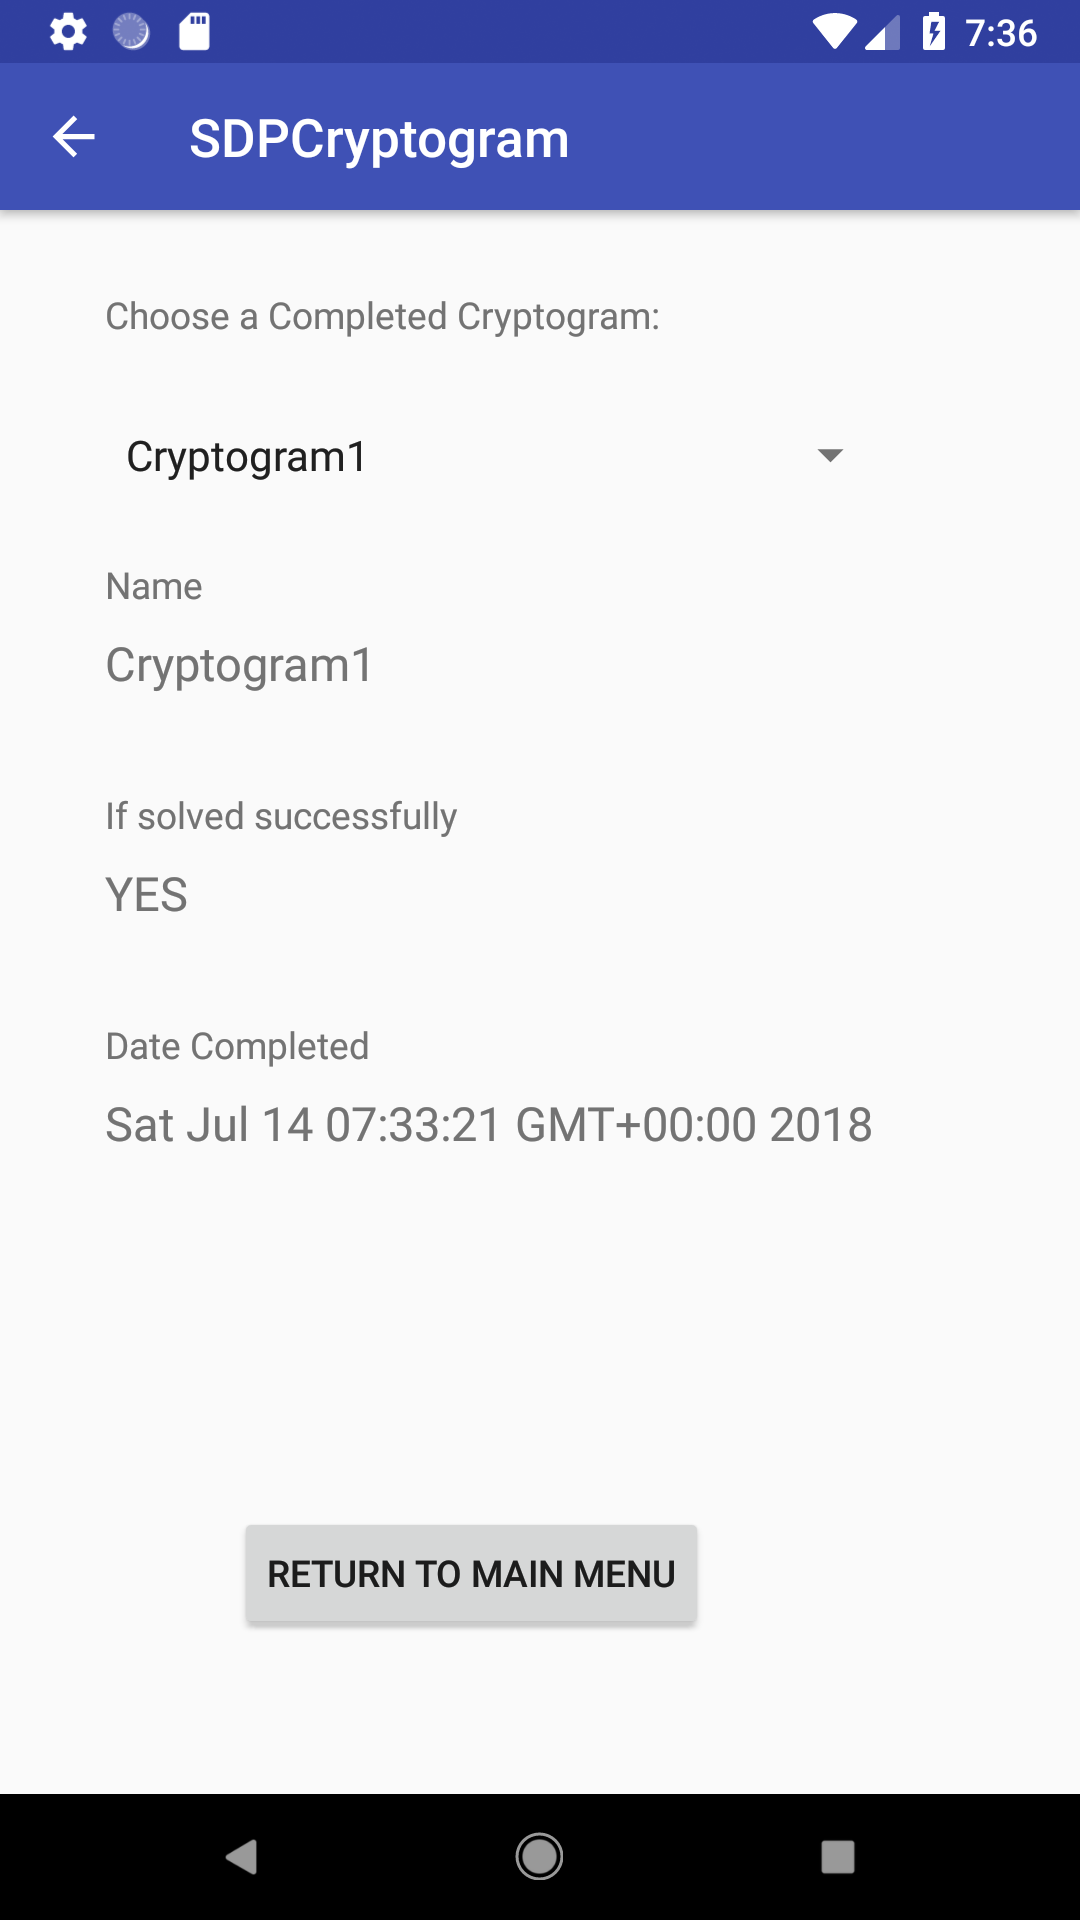 7:36
SDPCryptogram
Choose a Completed Cryptogram:
Cryptogram1
Name
Cryptogram1
If solved successfully
YES
Date Completed
Sat Jul 14 07:33:21 GMT+00:00 2018
RETURN TO MAIN MENU